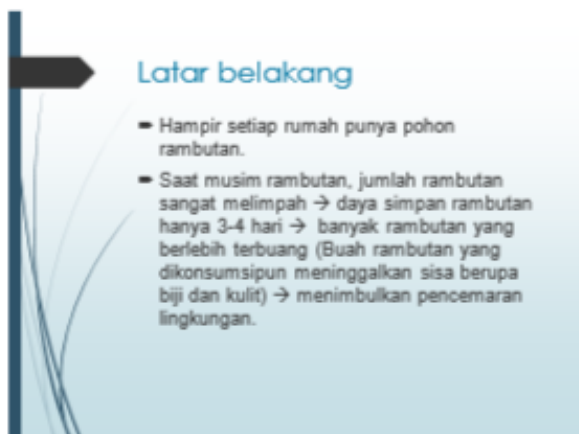 Latar belakang
Hampir setiap rumah punya pohon
rambutan.
Saat musim rambutan, jumlah rambutan
sangat melimpah → daya simpan rambutan
hanya 3-4 hari → banyak rambutan yang
berlebih terbuang (Buah rambutan yang
dikonsumsipun meninggalkan sisa berupa
biji dan kulit) → menimbulkan pencemaran
lingkungan.